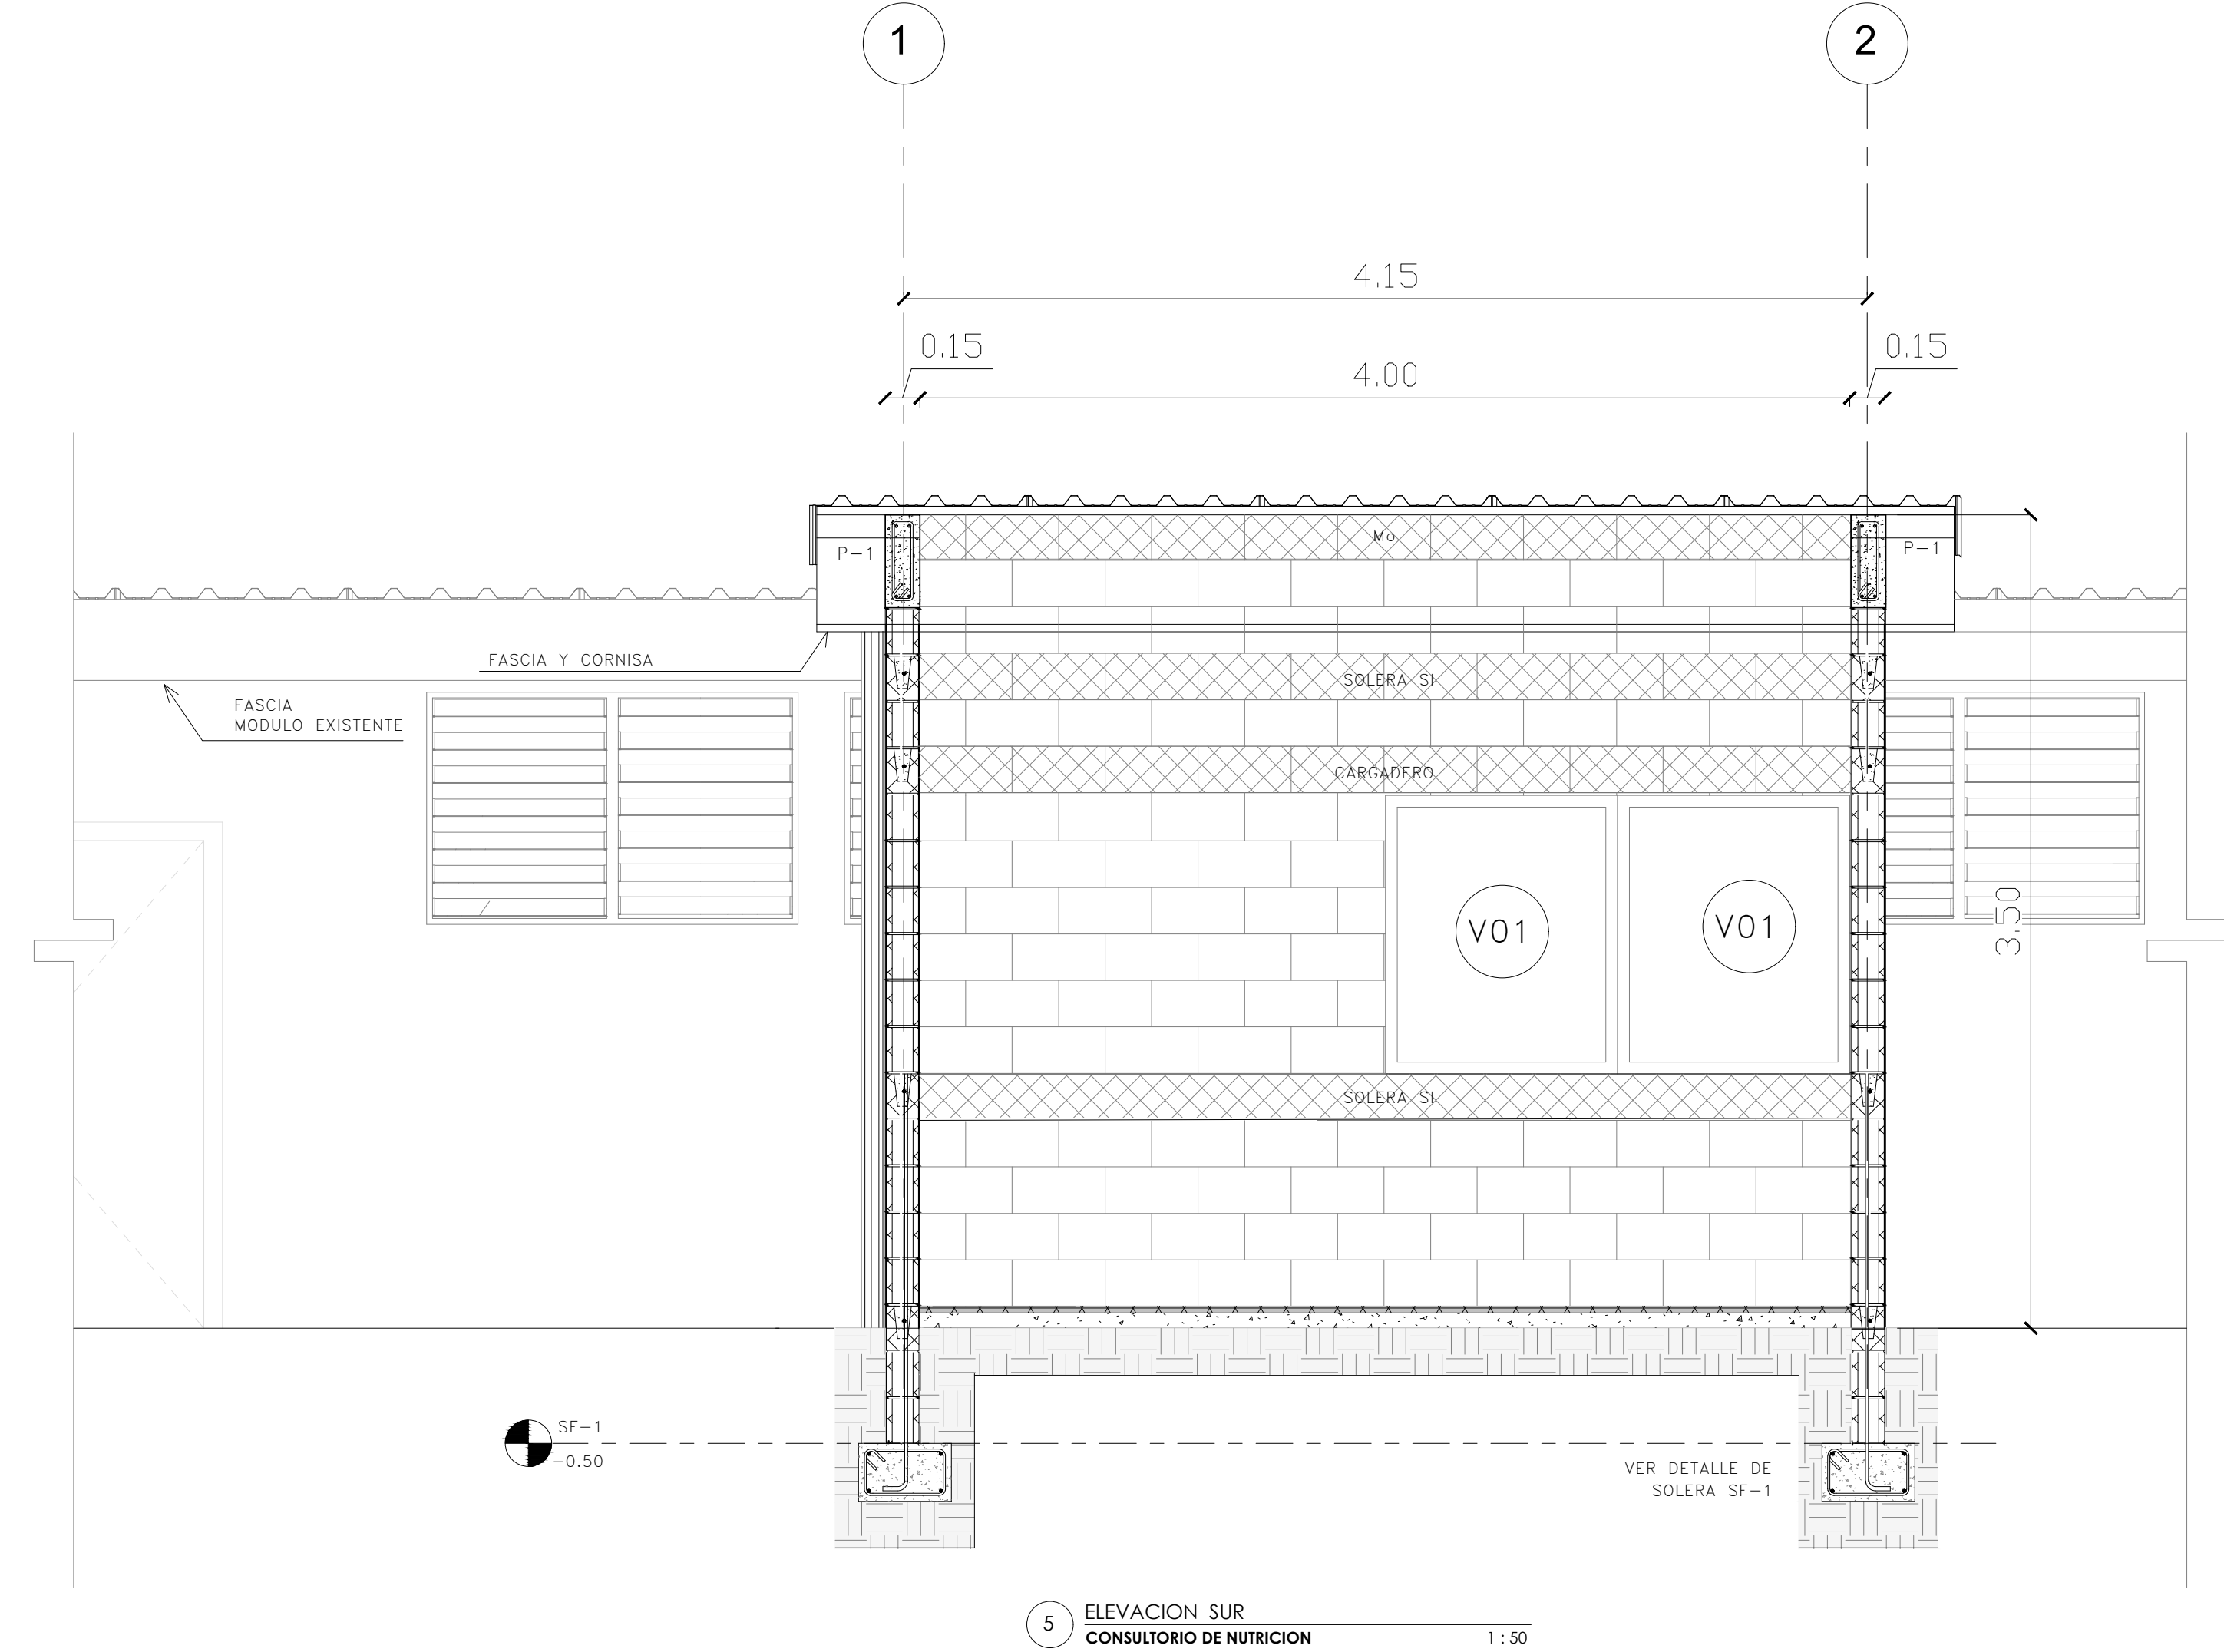 1
2
4.15
0.15
0.15
4.00
Mo
P-1
P-1
FASCIA Y CORNISA
SOLERA SI
FASCIA
MODULO EXISTENTE
CARGADERO
V01
V01
3.50
SOLERA SI
SF-1
-0.50
VER DETALLE DE
SOLERA SF-1
5
ELEVACION SUR
CONSULTORIO DE NUTRICION
1 : 50